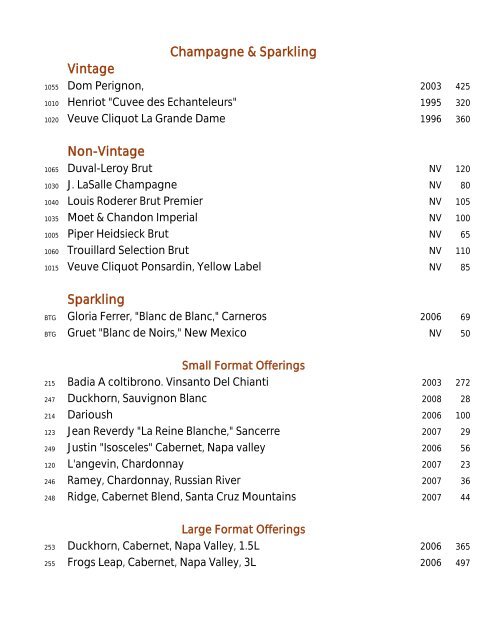 Champagne & Sparkling
Vintage
1055 Dom Perignon, 2003 425
1010 Henriot "Cuvee des Echanteleurs" 1995 320
1020 Veuve Cliquot La Grande Dame 1996 360
Non-Vintage
1065 Duval-Leroy Brut NV 120
1030 J. LaSalle Champagne NV 80
1040 Louis Roderer Brut Premier NV 105
1035 Moet & Chandon Imperial NV 100
1005 Piper Heidsieck Brut NV 65
1060 Trouillard Selection Brut NV 110
1015 Veuve Cliquot Ponsardin, Yellow Label NV 85
Sparkling
BTG Gloria Ferrer, "Blanc de Blanc," Carneros 2006 69
BTG Gruet "Blanc de Noirs," New Mexico NV 50
Small Format Offerings
215 Badia A coltibrono. Vinsanto Del Chianti 2003 272
247 Duckhorn, Sauvignon Blanc 2008 28
214 Darioush 2006 100
123 Jean Reverdy "La Reine Blanche," Sancerre 2007 29
249 Justin "Isosceles" Cabernet, Napa valley 2006 56
120 L'angevin, Chardonnay 2007 23
246 Ramey, Chardonnay, Russian River 2007 36
248 Ridge, Cabernet Blend, Santa Cruz Mountains 2007 44
Large Format Offerings
253 Duckhorn, Cabernet, Napa Valley, 1.5L 2006 365
255 Frogs Leap, Cabernet, Napa Valley, 3L 2006 497